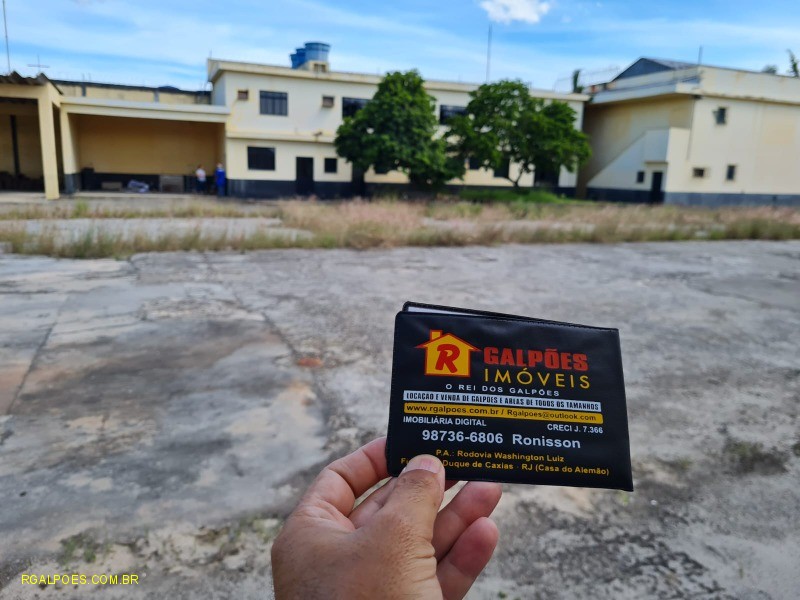 R GALPÕES
IMÓVEIS
O REI DOS GALPÕES
LOCAÇÃO E VENDA DE GALPÕES E ÁREAS DE TODOS OS TAMANHOS
www.rgalpoes.com.br / Rgalpoes@outlook.com
IMOBILIÁRIA DIGITAL CRECI J. 7.366
98736-6806 Ronisson
P.A.: Rodovia Washington Luiz
Duque de Caxias - RJ (Casa do Alemão)
RGALPOES.COM.BR